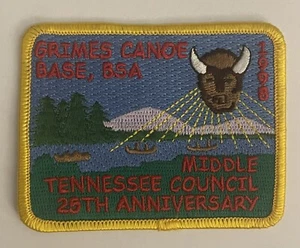 GRIMES CANOE
BASE, BSA
1998
MIDDLE
TENNESSEE COUNCIL
25TH ANNIVERSARY